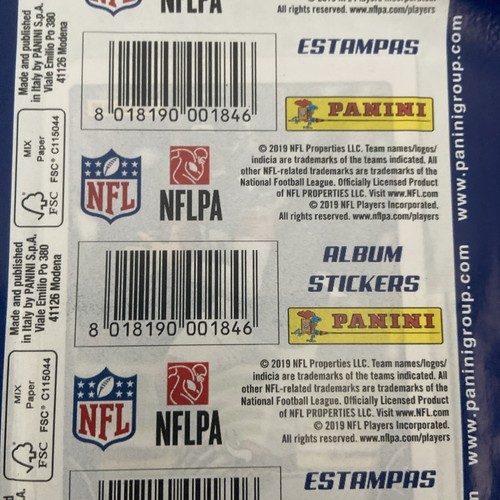 NFL
NFLPA
All rights reserved. www.nflpa.com/players
Made and published
in Italy by PANINI S.p.A.
Viale Emilio Po 380
41126 Modena
ESTAMPAS
8 018190 001846
PANINI
MIX
Paper
FSC® C115044
FSC
NFL
NFLPA
© 2019 NFL Properties LLC. Team names/logos/
indicia are trademarks of the teams indicated. All
other NFL-related trademarks are trademarks of the
National Football League. Officially Licensed Product
of NFL PROPERTIES LLC. Visit www.NFL.com
© 2019 NFL Players Incorporated.
All rights reserved. www.nflpa.com/players
www.paninigroup.com
Made and published
in Italy by PANINI S.p.A.
Viale Emilio Po 380
41126 Modena
ALBUM
STICKERS
8 018190 001846
PANINI
MIX
Paper
FSC® C115044
FSC
NFL
NFLPA
© 2019 NFL Properties LLC. Team names/logos/
indicia are trademarks of the teams indicated. All
other NFL-related trademarks are trademarks of the
National Football League. Officially Licensed Product
of NFL PROPERTIES LLC. Visit www.NFL.com
© 2019 NFL Players Incorporated.
All rights reserved. www.nflpa.com/players
www.paninigroup.com
ESTAMPAS